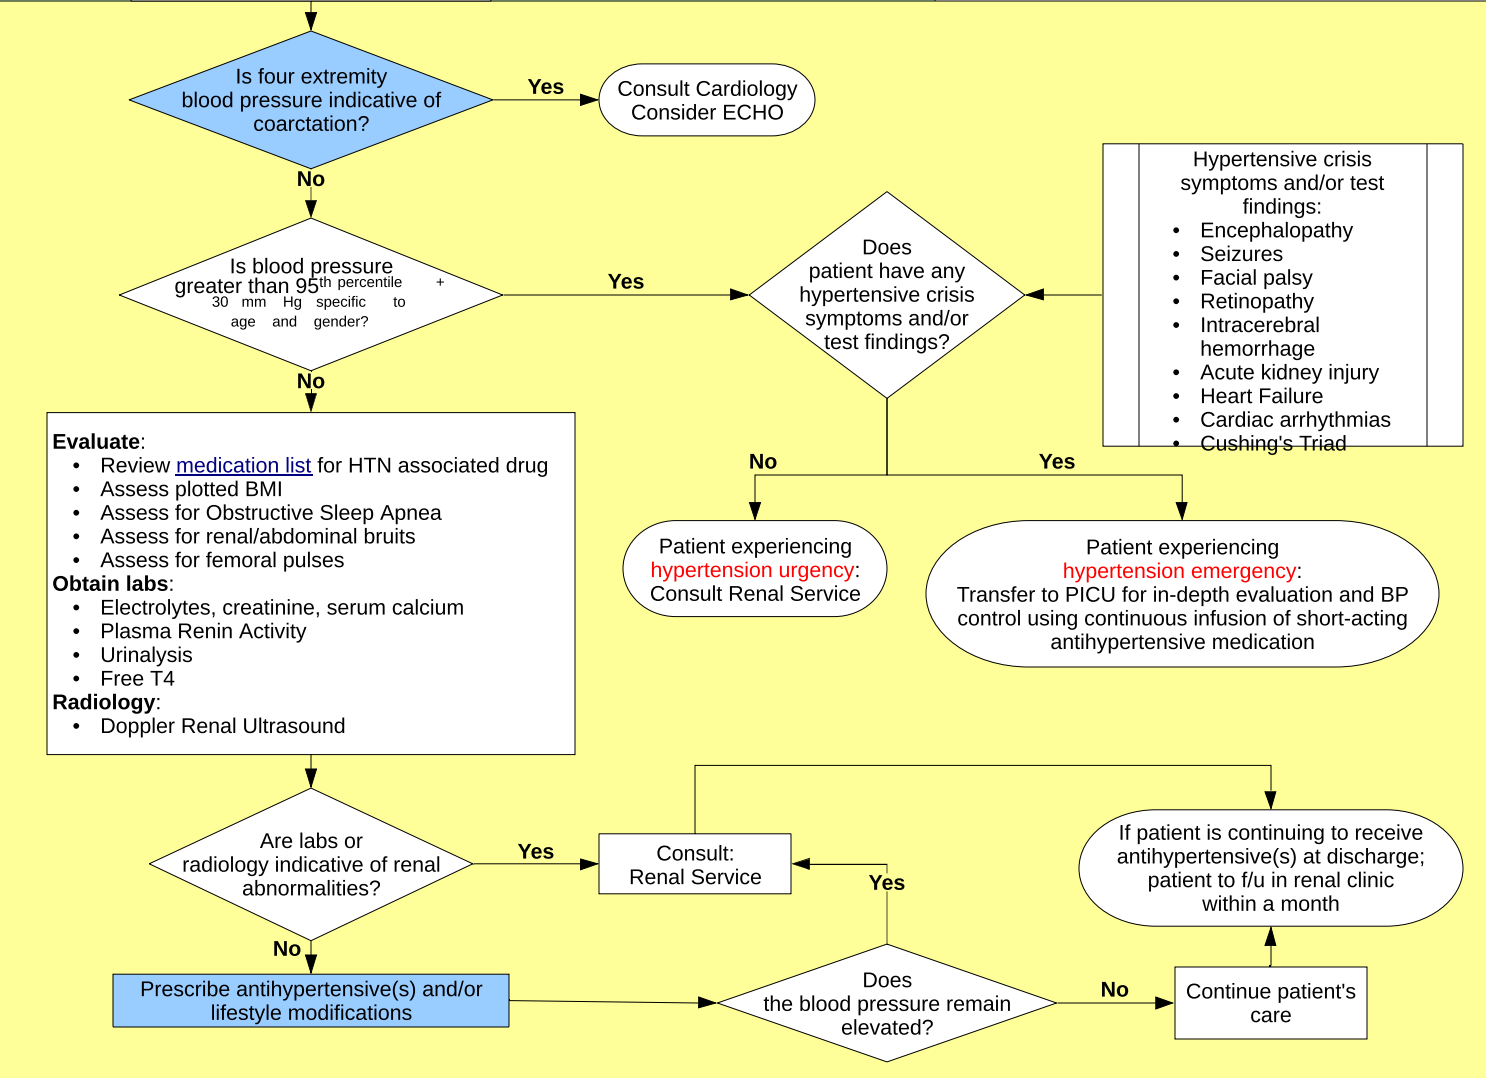 Is four extremity
blood pressure indicative of
coarctation?
Yes
Consult Cardiology
Consider ECHO
No
Is blood pressure
greater than 95th percentile +
30 mm Hg specific to
age and gender?
Yes
Does
patient have any
hypertensive crisis
symptoms and/or
test findings?
Hypertensive crisis
symptoms and/or test
findings:
• Encephalopathy
• Seizures
• Facial palsy
• Retinopathy
• Intracerebral
hemorrhage
• Acute kidney injury
• Heart Failure
• Cardiac arrhythmias
• Cushing's Triad
No
Evaluate:
• Review medication list for HTN associated drug
• Assess plotted BMI
• Assess for Obstructive Sleep Apnea
• Assess for renal/abdominal bruits
• Assess for femoral pulses
Obtain labs:
• Electrolytes, creatinine, serum calcium
• Plasma Renin Activity
• Urinalysis
• Free T4
Radiology:
• Doppler Renal Ultrasound
No
Yes
Patient experiencing
hypertension urgency:
Consult Renal Service
Patient experiencing
hypertension emergency:
Transfer to PICU for in-depth evaluation and BP
control using continuous infusion of short-acting
antihypertensive medication
Are labs or
radiology indicative of renal
abnormalities?
Yes
Consult:
Renal Service
Yes
If patient is continuing to receive
antihypertensive(s) at discharge;
patient to f/u in renal clinic
within a month
No
Prescribe antihypertensive(s) and/or
lifestyle modifications
Does
the blood pressure remain
elevated?
No
Continue patient's
care